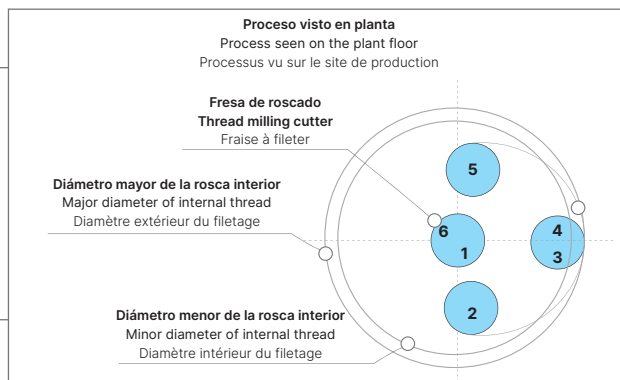 Proceso visto en planta
Process seen on the plant floor
Processus vu sur le site de production
Fresa de roscado
Thread milling cutter
Fraise à fileter
Diámetro mayor de la rosca interior
Major diameter of internal thread
Diamètre extérieur du filetage
5
6
1
4
3
2
Diámetro menor de la rosca interior
Minor diameter of internal thread
Diamètre intérieur du filetage